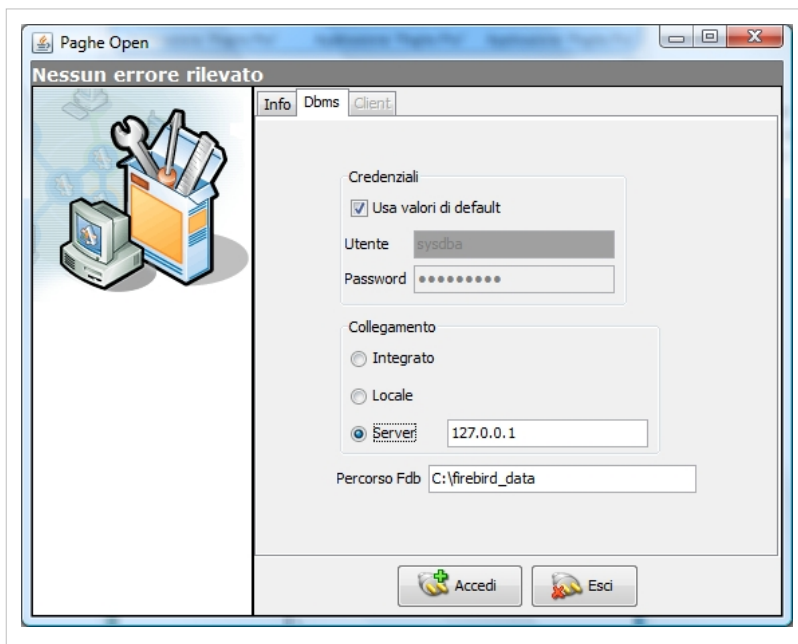 Paghe Open
Nessun errore rilevato
Info Dbms Client
Credenziali
Usa valori di default
Utente sysdba
Password •••••••••
Collegamento
Integrato
Locale
Server 127.0.0.1
Percorso Fdb C:\firebird_data
Accedi Esci